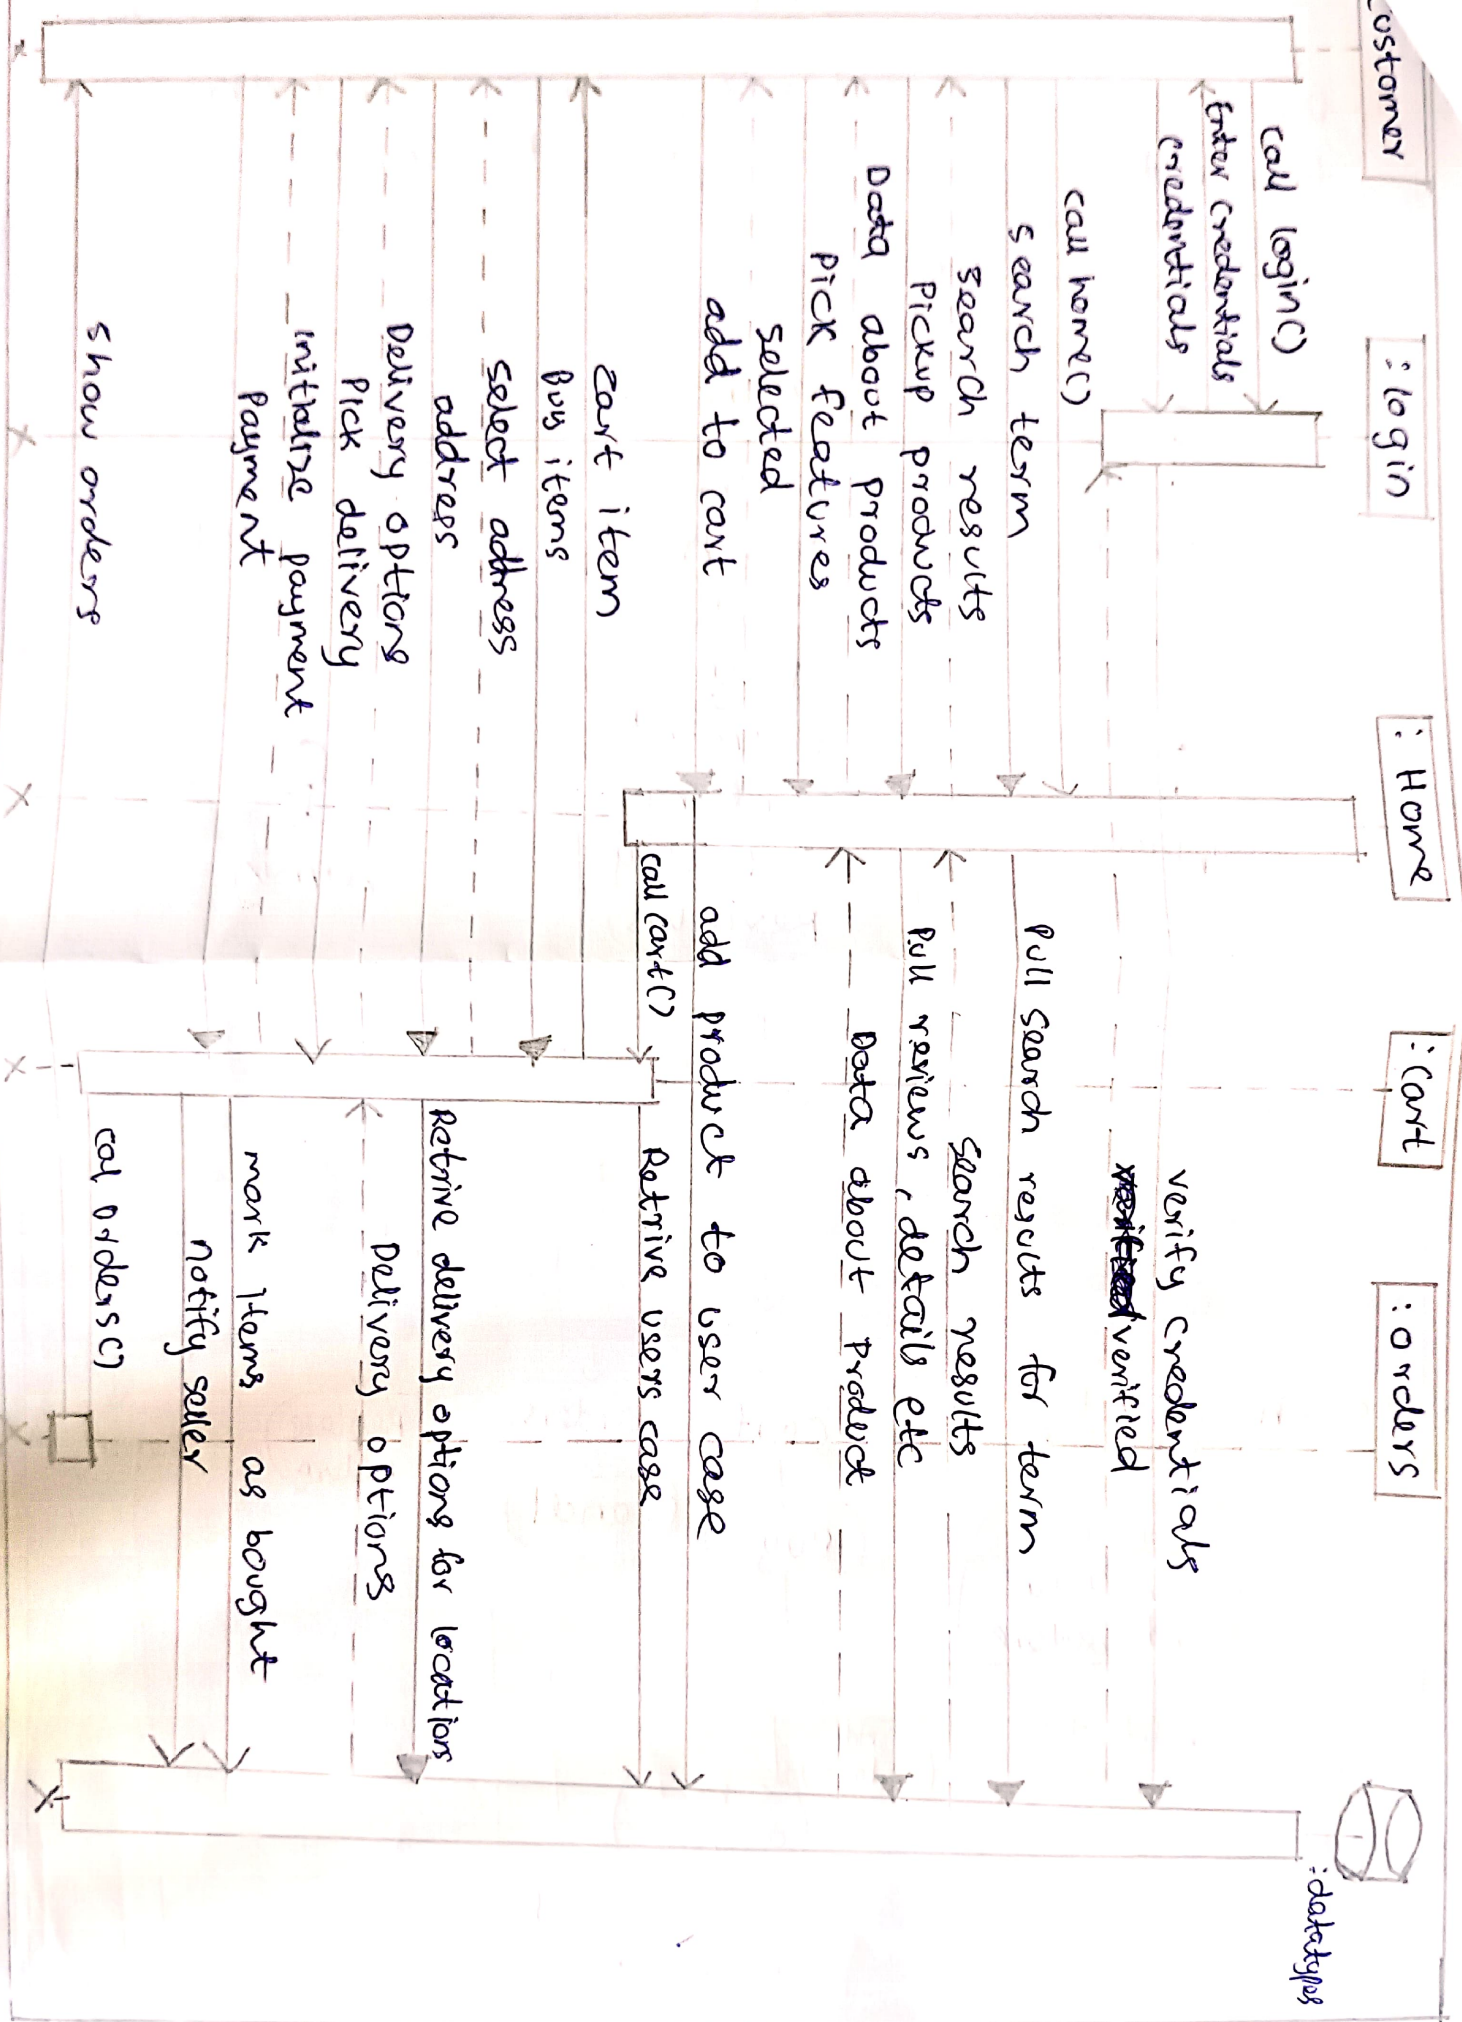 Customer
: login
: Home
: Cart
: orders
: datatypes
call login()
Enter credentials
credentials
verify credentials
verified
call home()
search term
Pull search results for term
search results
search results
Pickup products
Pull reviews, details etc
Data about products
Data about Product
Pick features
selected
add to cart
add product to user case
call cart()
Retrive users case
cart item
Buy items
select address
address
Retrive delivery options for locations
Delivery options
Delivery options
Pick delivery
initialize payment
Payment
mark items as bought
notify seller
cal orders()
show orders